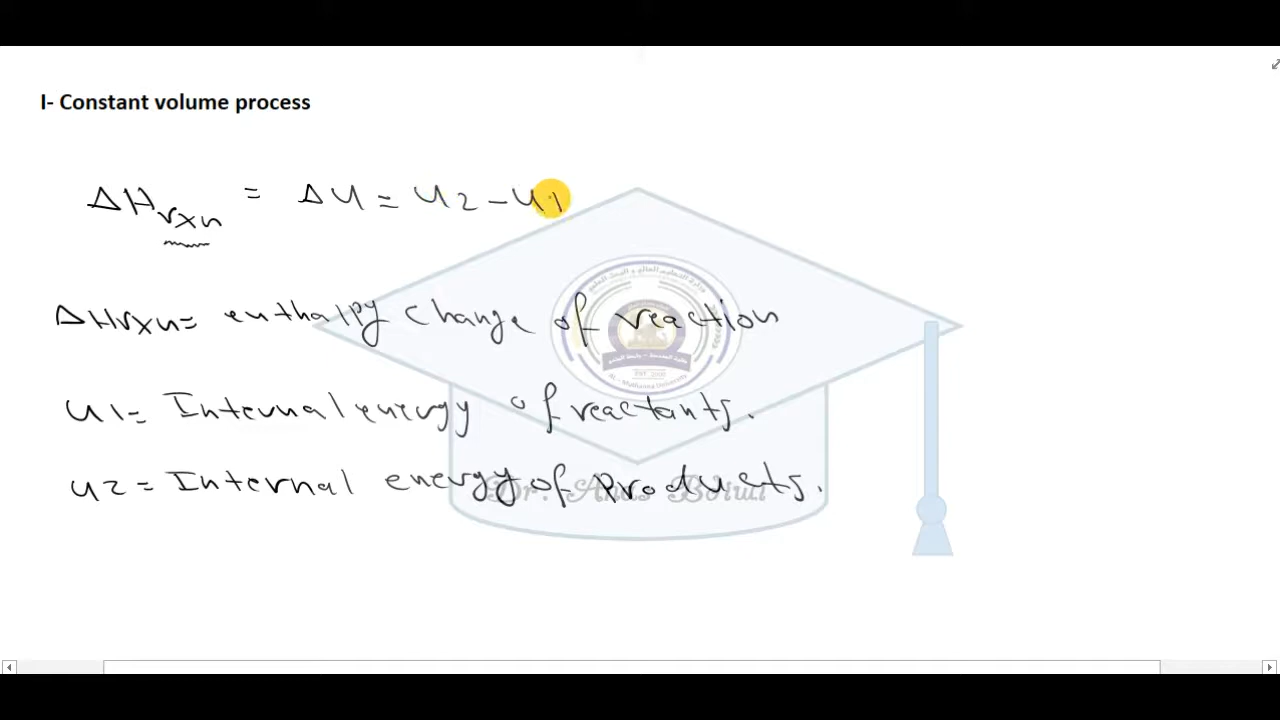 I- Constant volume process
ΔHrxn = ΔU = U2 - U1
ΔHrxn = enthalpy change of reaction
U1 = Internal energy of reactants.
U2 = Internal energy of products.